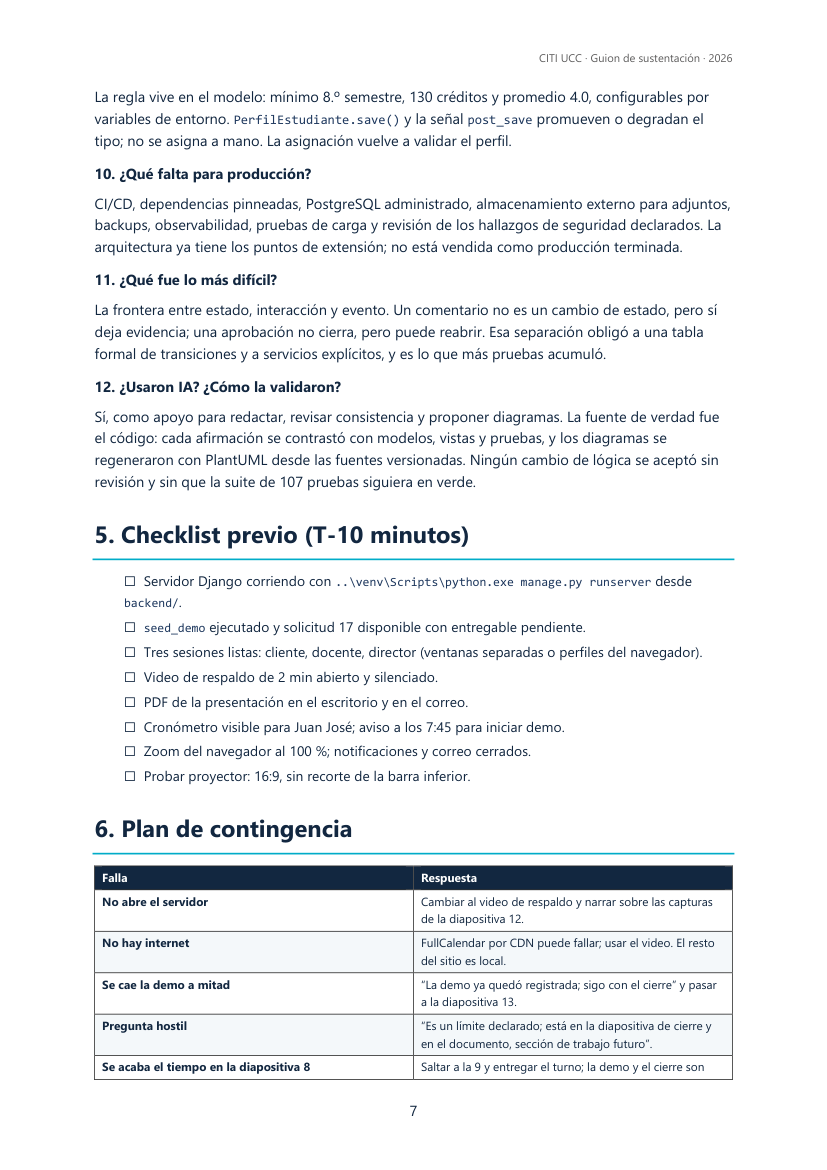 CITI UCC · Guion de sustentación · 2026
La regla vive en el modelo: mínimo 8.º semestre, 130 créditos y promedio 4.0, configurables por
variables de entorno. PerfilEstudiante.save() y la señal post_save promueven o degradan el
tipo; no se asigna a mano. La asignación vuelve a validar el perfil.
10. ¿Qué falta para producción?
CI/CD, dependencias pinneadas, PostgreSQL administrado, almacenamiento externo para adjuntos,
backups, observabilidad, pruebas de carga y revisión de los hallazgos de seguridad declarados. La
arquitectura ya tiene los puntos de extensión; no está vendida como producción terminada.
11. ¿Qué fue lo más difícil?
La frontera entre estado, interacción y evento. Un comentario no es un cambio de estado, pero sí
deja evidencia; una aprobación no cierra, pero puede reabrir. Esa separación obligó a una tabla
formal de transiciones y a servicios explícitos, y es lo que más pruebas acumuló.
12. ¿Usaron IA? ¿Cómo la validaron?
Sí, como apoyo para redactar, revisar consistencia y proponer diagramas. La fuente de verdad fue
el código: cada afirmación se contrastó con modelos, vistas y pruebas, y los diagramas se
regeneraron con PlantUML desde las fuentes versionadas. Ningún cambio de lógica se aceptó sin
revisión y sin que la suite de 107 pruebas siguiera en verde.
5. Checklist previo (T-10 minutos)
☐ Servidor Django corriendo con ..\venv\Scripts\python.exe manage.py runserver desde
backend/.
☐ seed_demo ejecutado y solicitud 17 disponible con entregable pendiente.
☐ Tres sesiones listas: cliente, docente, director (ventanas separadas o perfiles del navegador).
☐ Video de respaldo de 2 min abierto y silenciado.
☐ PDF de la presentación en el escritorio y en el correo.
☐ Cronómetro visible para Juan José; aviso a los 7:45 para iniciar demo.
☐ Zoom del navegador al 100 %; notificaciones y correo cerrados.
☐ Probar proyector: 16:9, sin recorte de la barra inferior.
6. Plan de contingencia
Falla
Respuesta
No abre el servidor
Cambiar al video de respaldo y narrar sobre las capturas
de la diapositiva 12.
No hay internet
FullCalendar por CDN puede fallar; usar el video. El resto
del sitio es local.
Se cae la demo a mitad
“La demo ya quedó registrada; sigo con el cierre” y pasar
a la diapositiva 13.
Pregunta hostil
“Es un límite declarado; está en la diapositiva de cierre y
en el documento, sección de trabajo futuro”.
Se acaba el tiempo en la diapositiva 8
Saltar a la 9 y entregar el turno; la demo y el cierre son
7